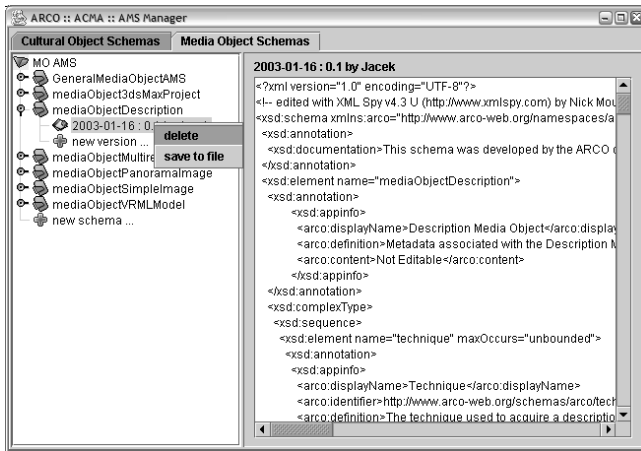 ARCO :: ACMA :: AMS Manager
Cultural Object Schemas
Media Object Schemas
MO AMS
GeneralMediaObjectAMS
mediaObject3dsMaxProject
mediaObjectDescription
2003-01-16 : 0.1
new version ...
mediaObjectMultire
mediaObjectPanoramaImage
mediaObjectSimpleImage
mediaObjectVRMLModel
new schema ...
delete
save to file
2003-01-16 : 0.1 by Jacek
<?xml version="1.0" encoding="UTF-8"?>
<!-- edited with XML Spy v4.3 U (http://www.xmlspy.com) by Nick Mou
<xsd:schema xmlns:arco="http://www.arco-web.org/namespaces/a
<xsd:annotation>
<xsd:documentation>This schema was developed by the ARCO c
</xsd:annotation>
<xsd:element name="mediaObjectDescription">
<xsd:annotation>
<xsd:appinfo>
<arco:displayName>Description Media Object</arco:display
<arco:definition>Metadata associated with the Description M
<arco:content>Not Editable</arco:content>
</xsd:appinfo>
</xsd:annotation>
<xsd:complexType>
<xsd:sequence>
<xsd:element name="technique" maxOccurs="unbounded">
<xsd:annotation>
<xsd:appinfo>
<arco:displayName>Technique</arco:displayName>
<arco:identifier>http://www.arco-web.org/schemas/arco/tech
<arco:definition>The technique used to acquire a descriptio